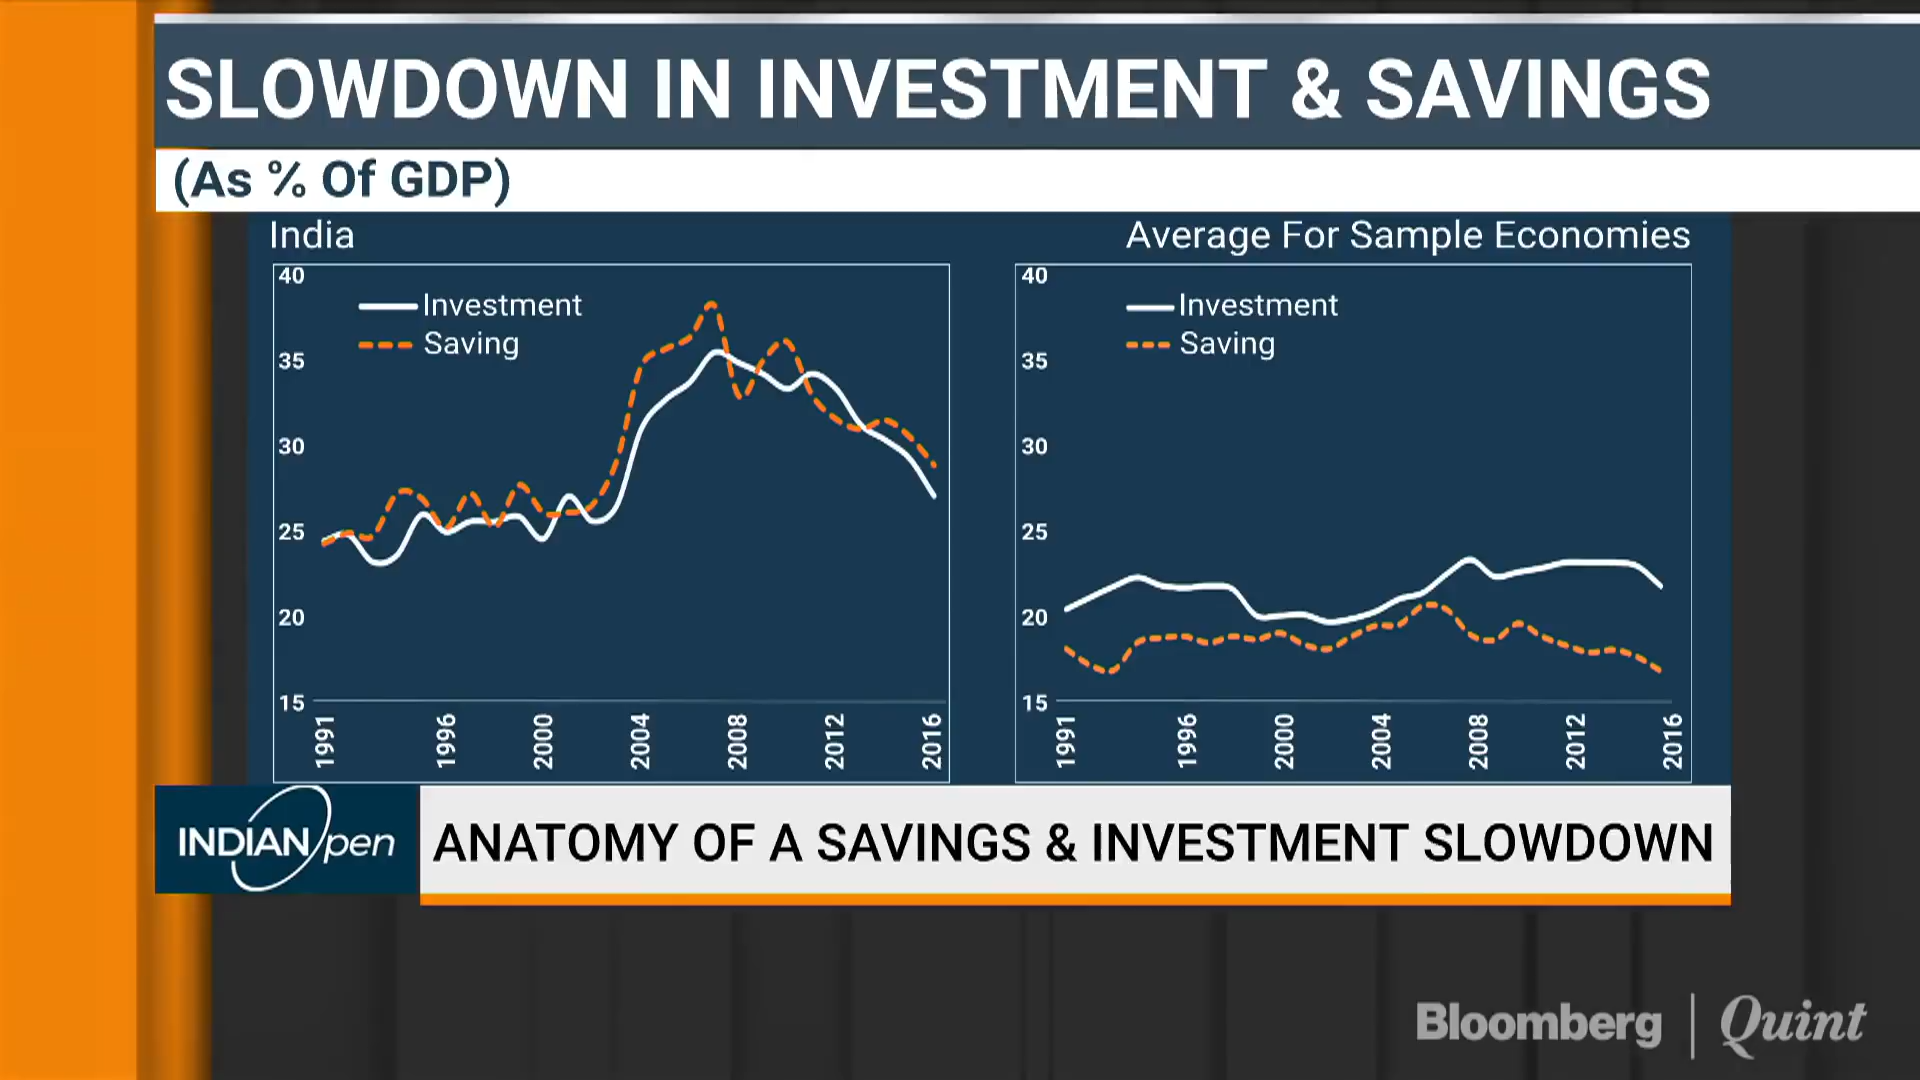 SLOWDOWN IN INVESTMENT & SAVINGS
(As % Of GDP)
India
40
35
30
25
20
15
Investment
Saving
1991
1996
2000
2004
2008
2012
2016
Average For Sample Economies
40
35
30
25
20
15
Investment
Saving
1991
1996
2000
2004
2008
2012
2016
INDIAN Open
ANATOMY OF A SAVINGS & INVESTMENT SLOWDOWN
Bloomberg | Quint